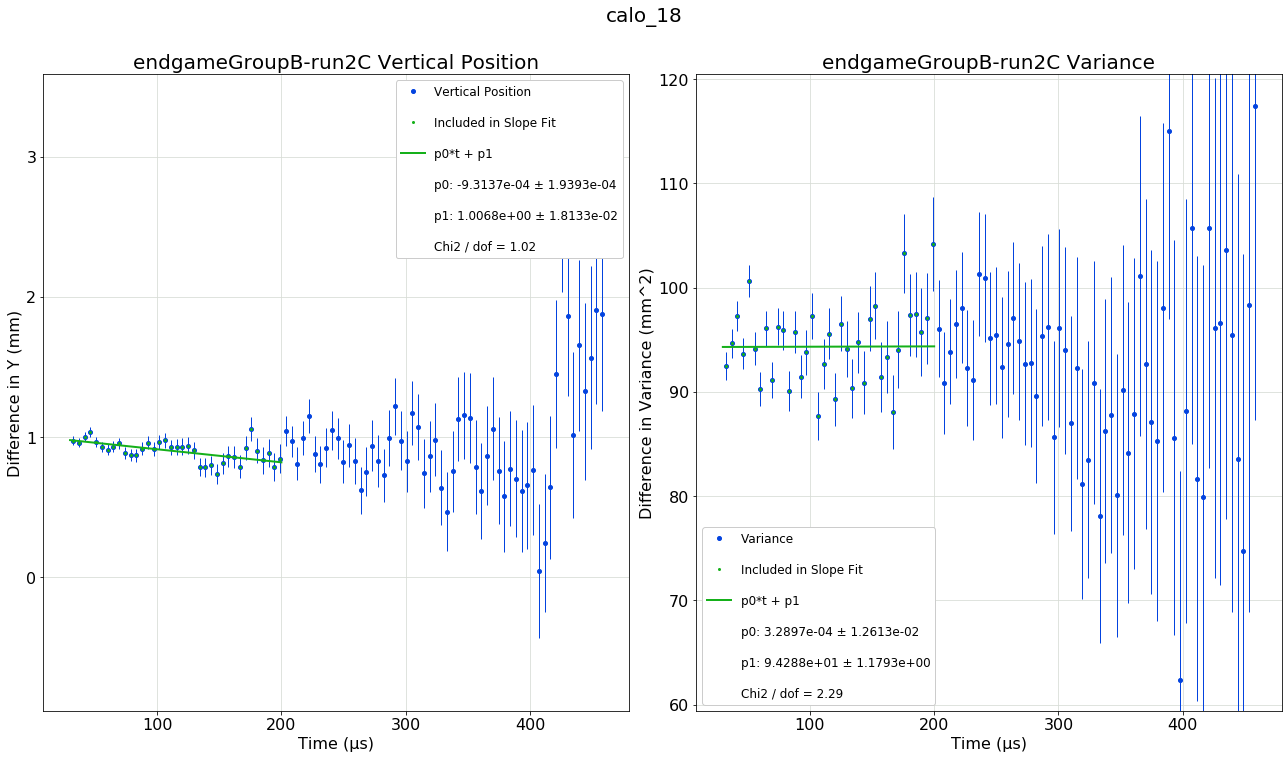 calo_18
endgameGroupB-run2C Vertical Position
Difference in Y (mm)
3
2
1
0
100
200
300
400
Time (μs)
Vertical Position
Included in Slope Fit
p0*t + p1
p0: -9.3137e-04 ± 1.9393e-04
p1: 1.0068e+00 ± 1.8133e-02
Chi2 / dof = 1.02
endgameGroupB-run2C Variance
Difference in Variance (mm^2)
120
110
100
90
80
70
60
100
200
300
400
Time (μs)
Variance
Included in Slope Fit
p0*t + p1
p0: 3.2897e-04 ± 1.2613e-02
p1: 9.4288e+01 ± 1.1793e+00
Chi2 / dof = 2.29